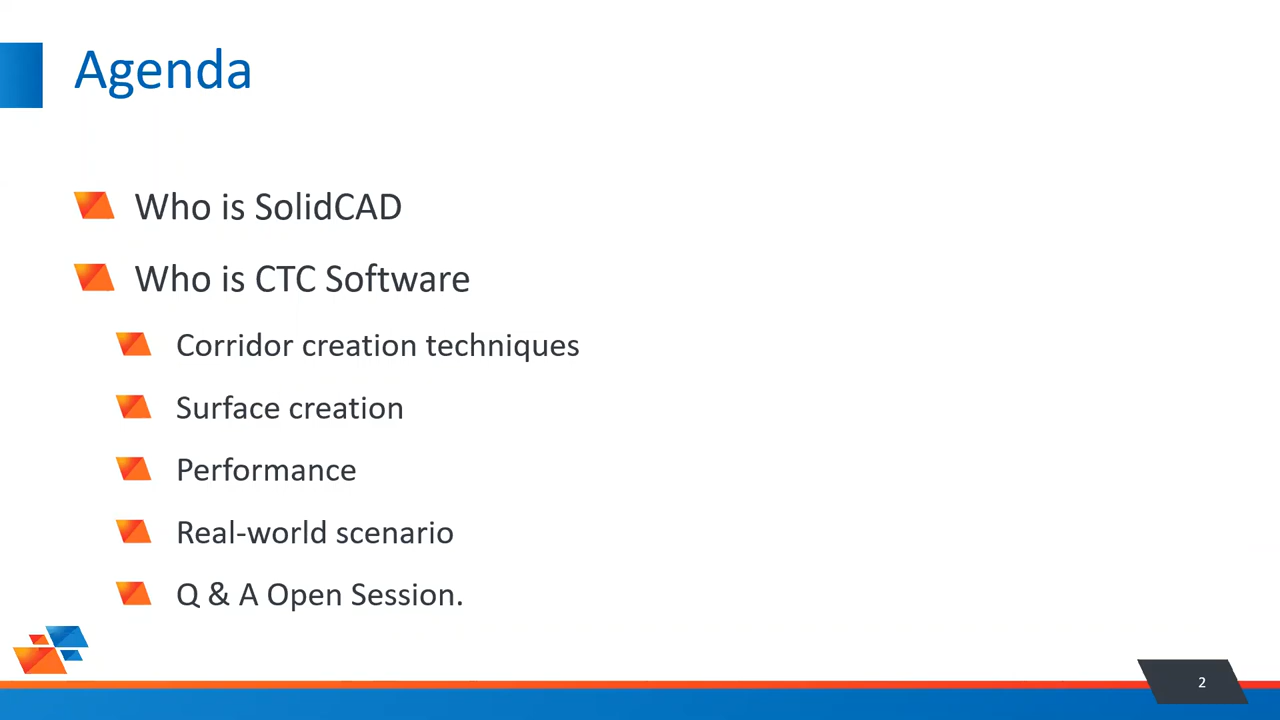 Agenda
Who is SolidCAD
Who is CTC Software
Corridor creation techniques
Surface creation
Performance
Real-world scenario
Q & A Open Session.
2